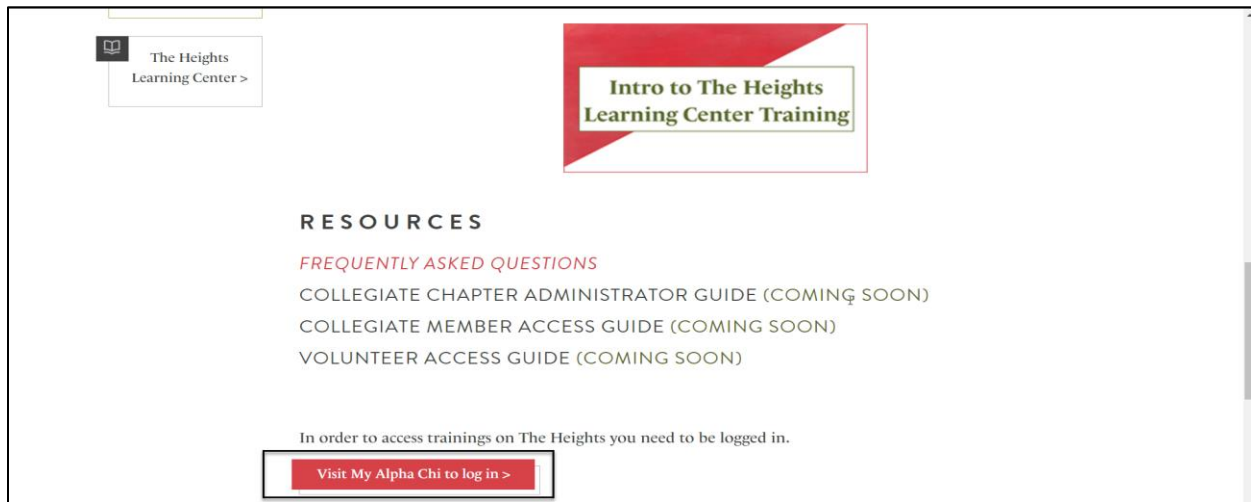 The Heights
Learning Center >
Intro to The Heights
Learning Center Training
RESOURCES
FREQUENTLY ASKED QUESTIONS
COLLEGIATE CHAPTER ADMINISTRATOR GUIDE (COMING SOON)
COLLEGIATE MEMBER ACCESS GUIDE (COMING SOON)
VOLUNTEER ACCESS GUIDE (COMING SOON)
In order to access trainings on The Heights you need to be logged in.
Visit My Alpha Chi to log in >